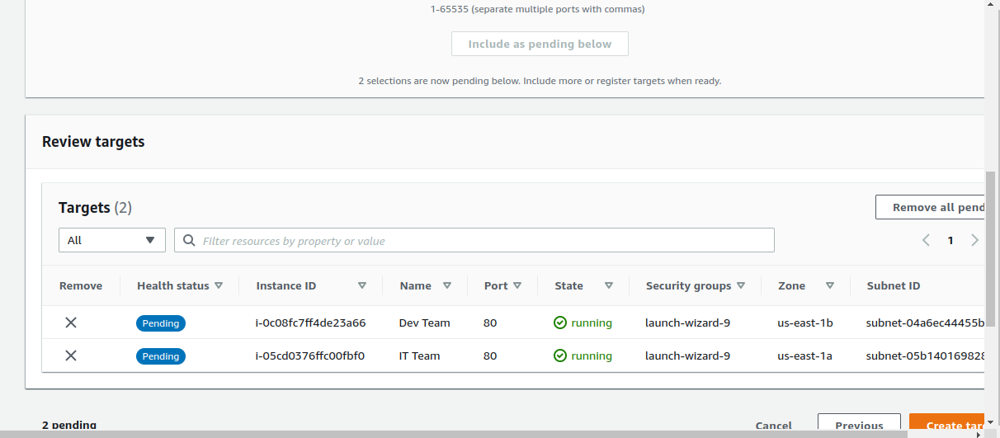 1-65535 (separate multiple ports with commas)
Include as pending below
2 selections are now pending below. Include more or register targets when ready.
Review targets
Targets (2)
Remove all pend
All
Filter resources by property or value
1
Remove Health status Instance ID Name Port State Security groups Zone Subnet ID
Pending i-0c08fc7ff4de23a66 Dev Team 80 running launch-wizard-9 us-east-1b subnet-04a6ec44455b
Pending i-05cd0376ffc00fbf0 IT Team 80 running launch-wizard-9 us-east-1a subnet-05b140169828
2 pending
Cancel Previous Create targ